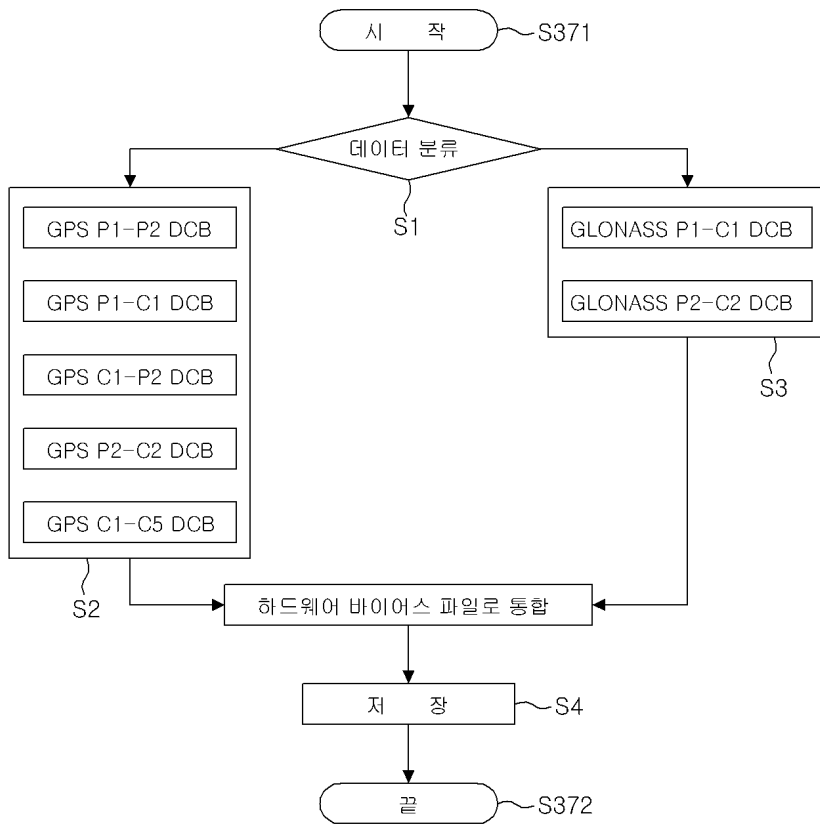 시 작
S371
데이터 분류
S1
GPS P1-P2 DCB
GPS P1-C1 DCB
GPS C1-P2 DCB
GPS P2-C2 DCB
GPS C1-C5 DCB
S2
GLONASS P1-C1 DCB
GLONASS P2-C2 DCB
S3
하드웨어 바이어스 파일로 통합
저 장
S4
끝
S372